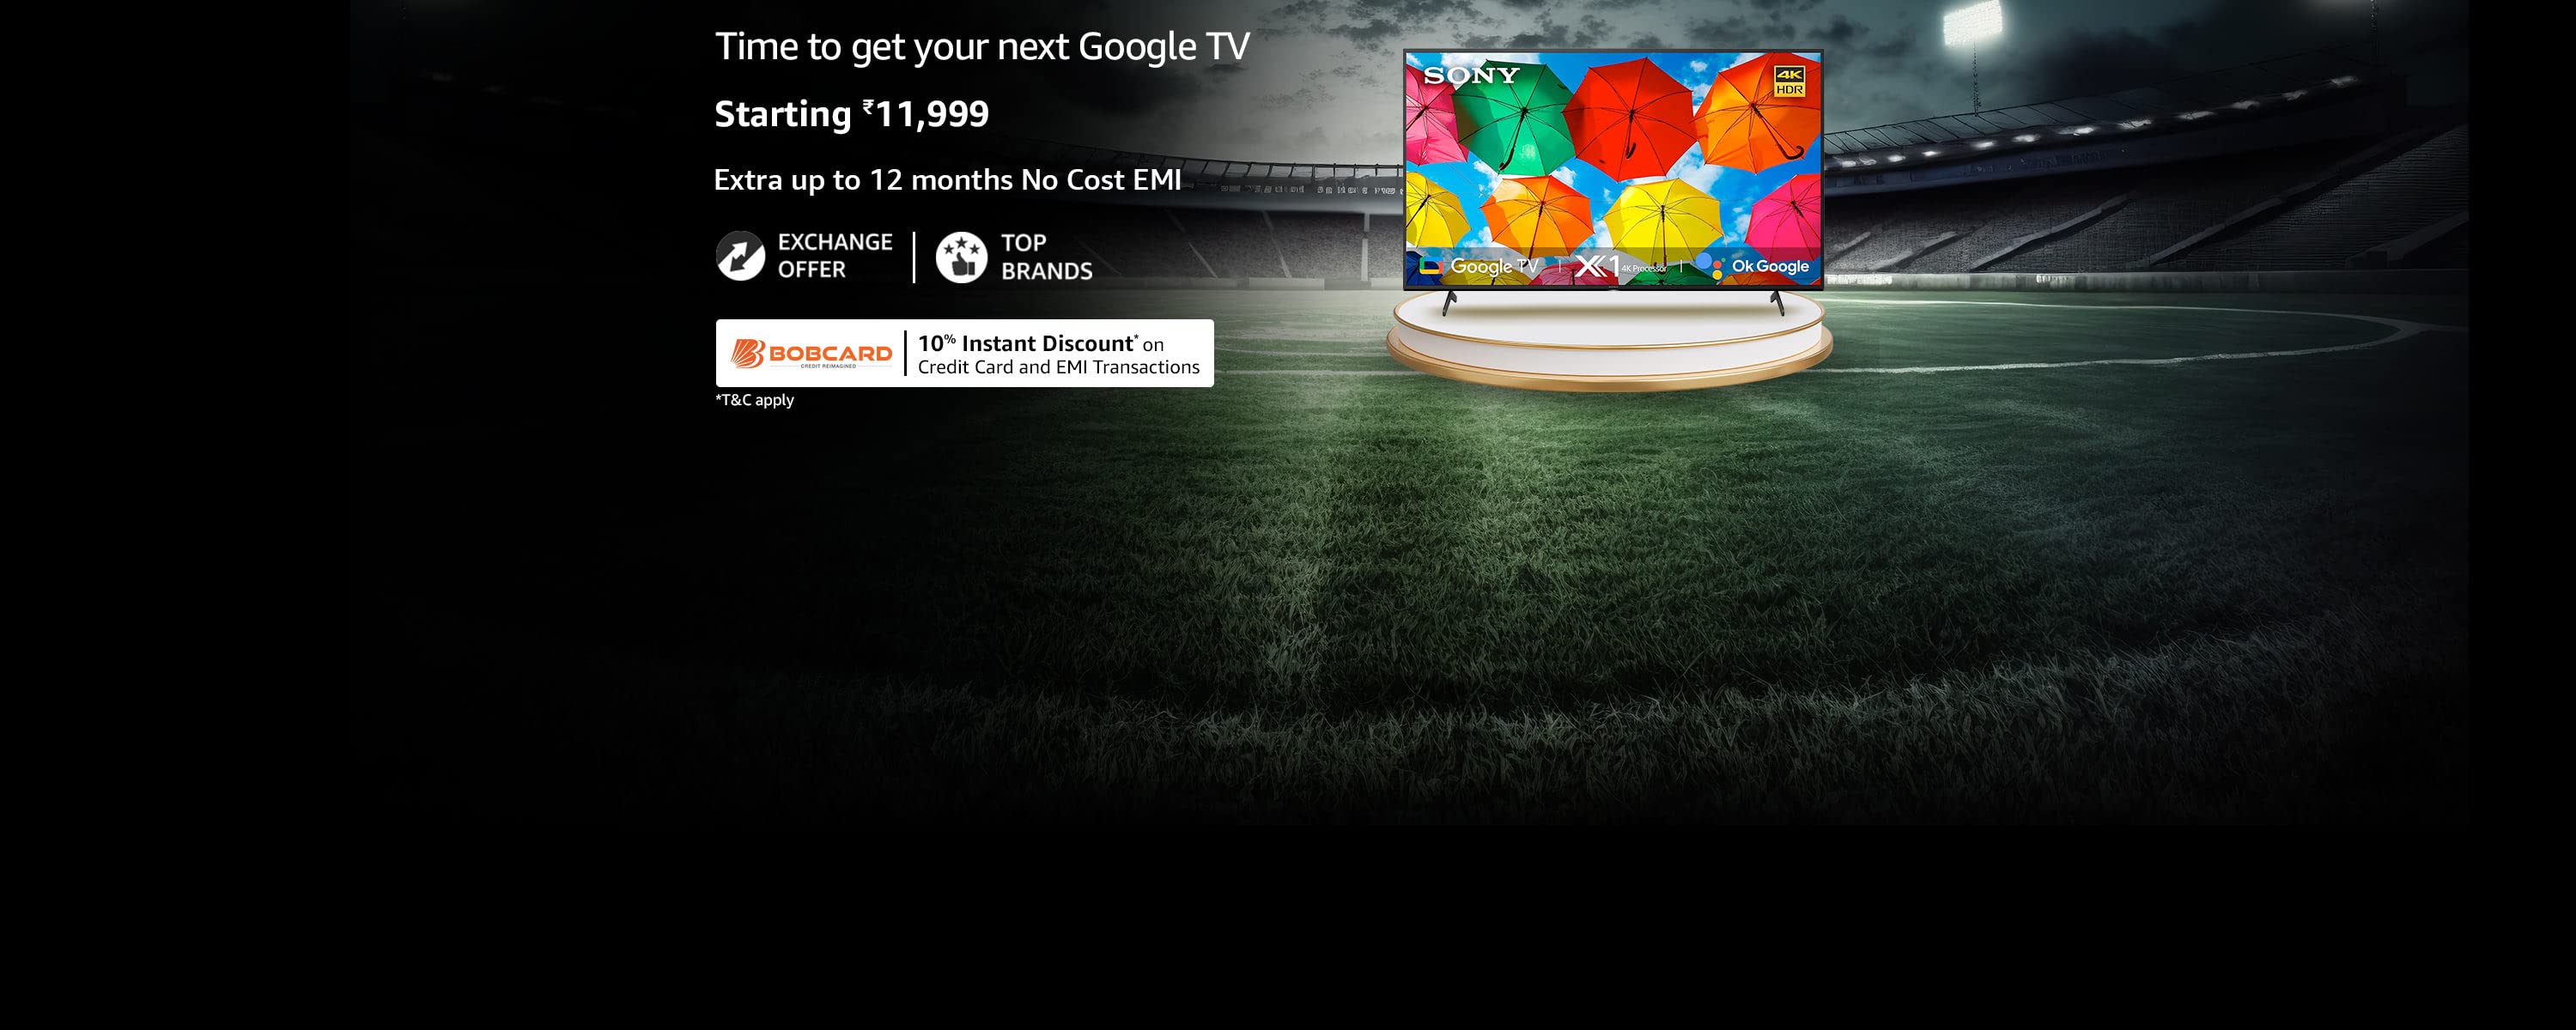 Time to get your next Google TV
Starting ₹11,999
Extra up to 12 months No Cost EMI
EXCHANGE
OFFER
TOP
BRANDS
BOBCARD
CREDIT REIMAGINED
10% Instant Discount* on
Credit Card and EMI Transactions
*T&C apply
SONY
4K
HDR
Google TV | X1 4K Processor | Ok Google